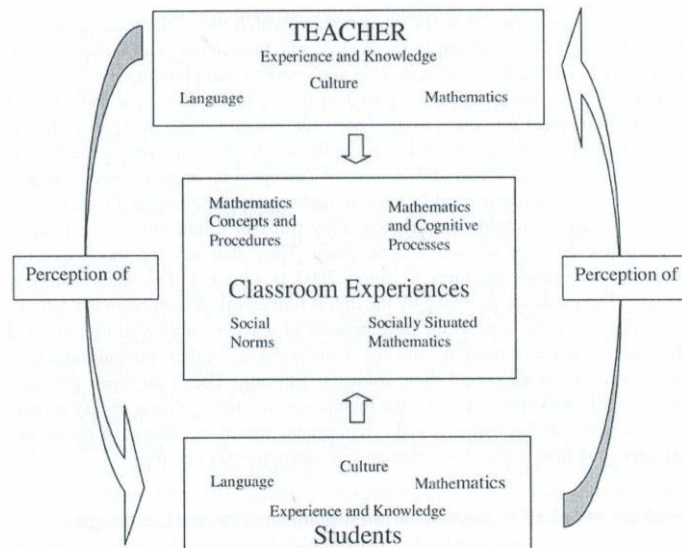 TEACHER
Experience and Knowledge
Culture
Language Mathematics
Mathematics
Concepts and
Procedures
Mathematics
and Cognitive
Processes
Perception of
Classroom Experiences
Perception of
Social
Norms
Socially Situated
Mathematics
Culture
Language Mathematics
Experience and Knowledge
Students